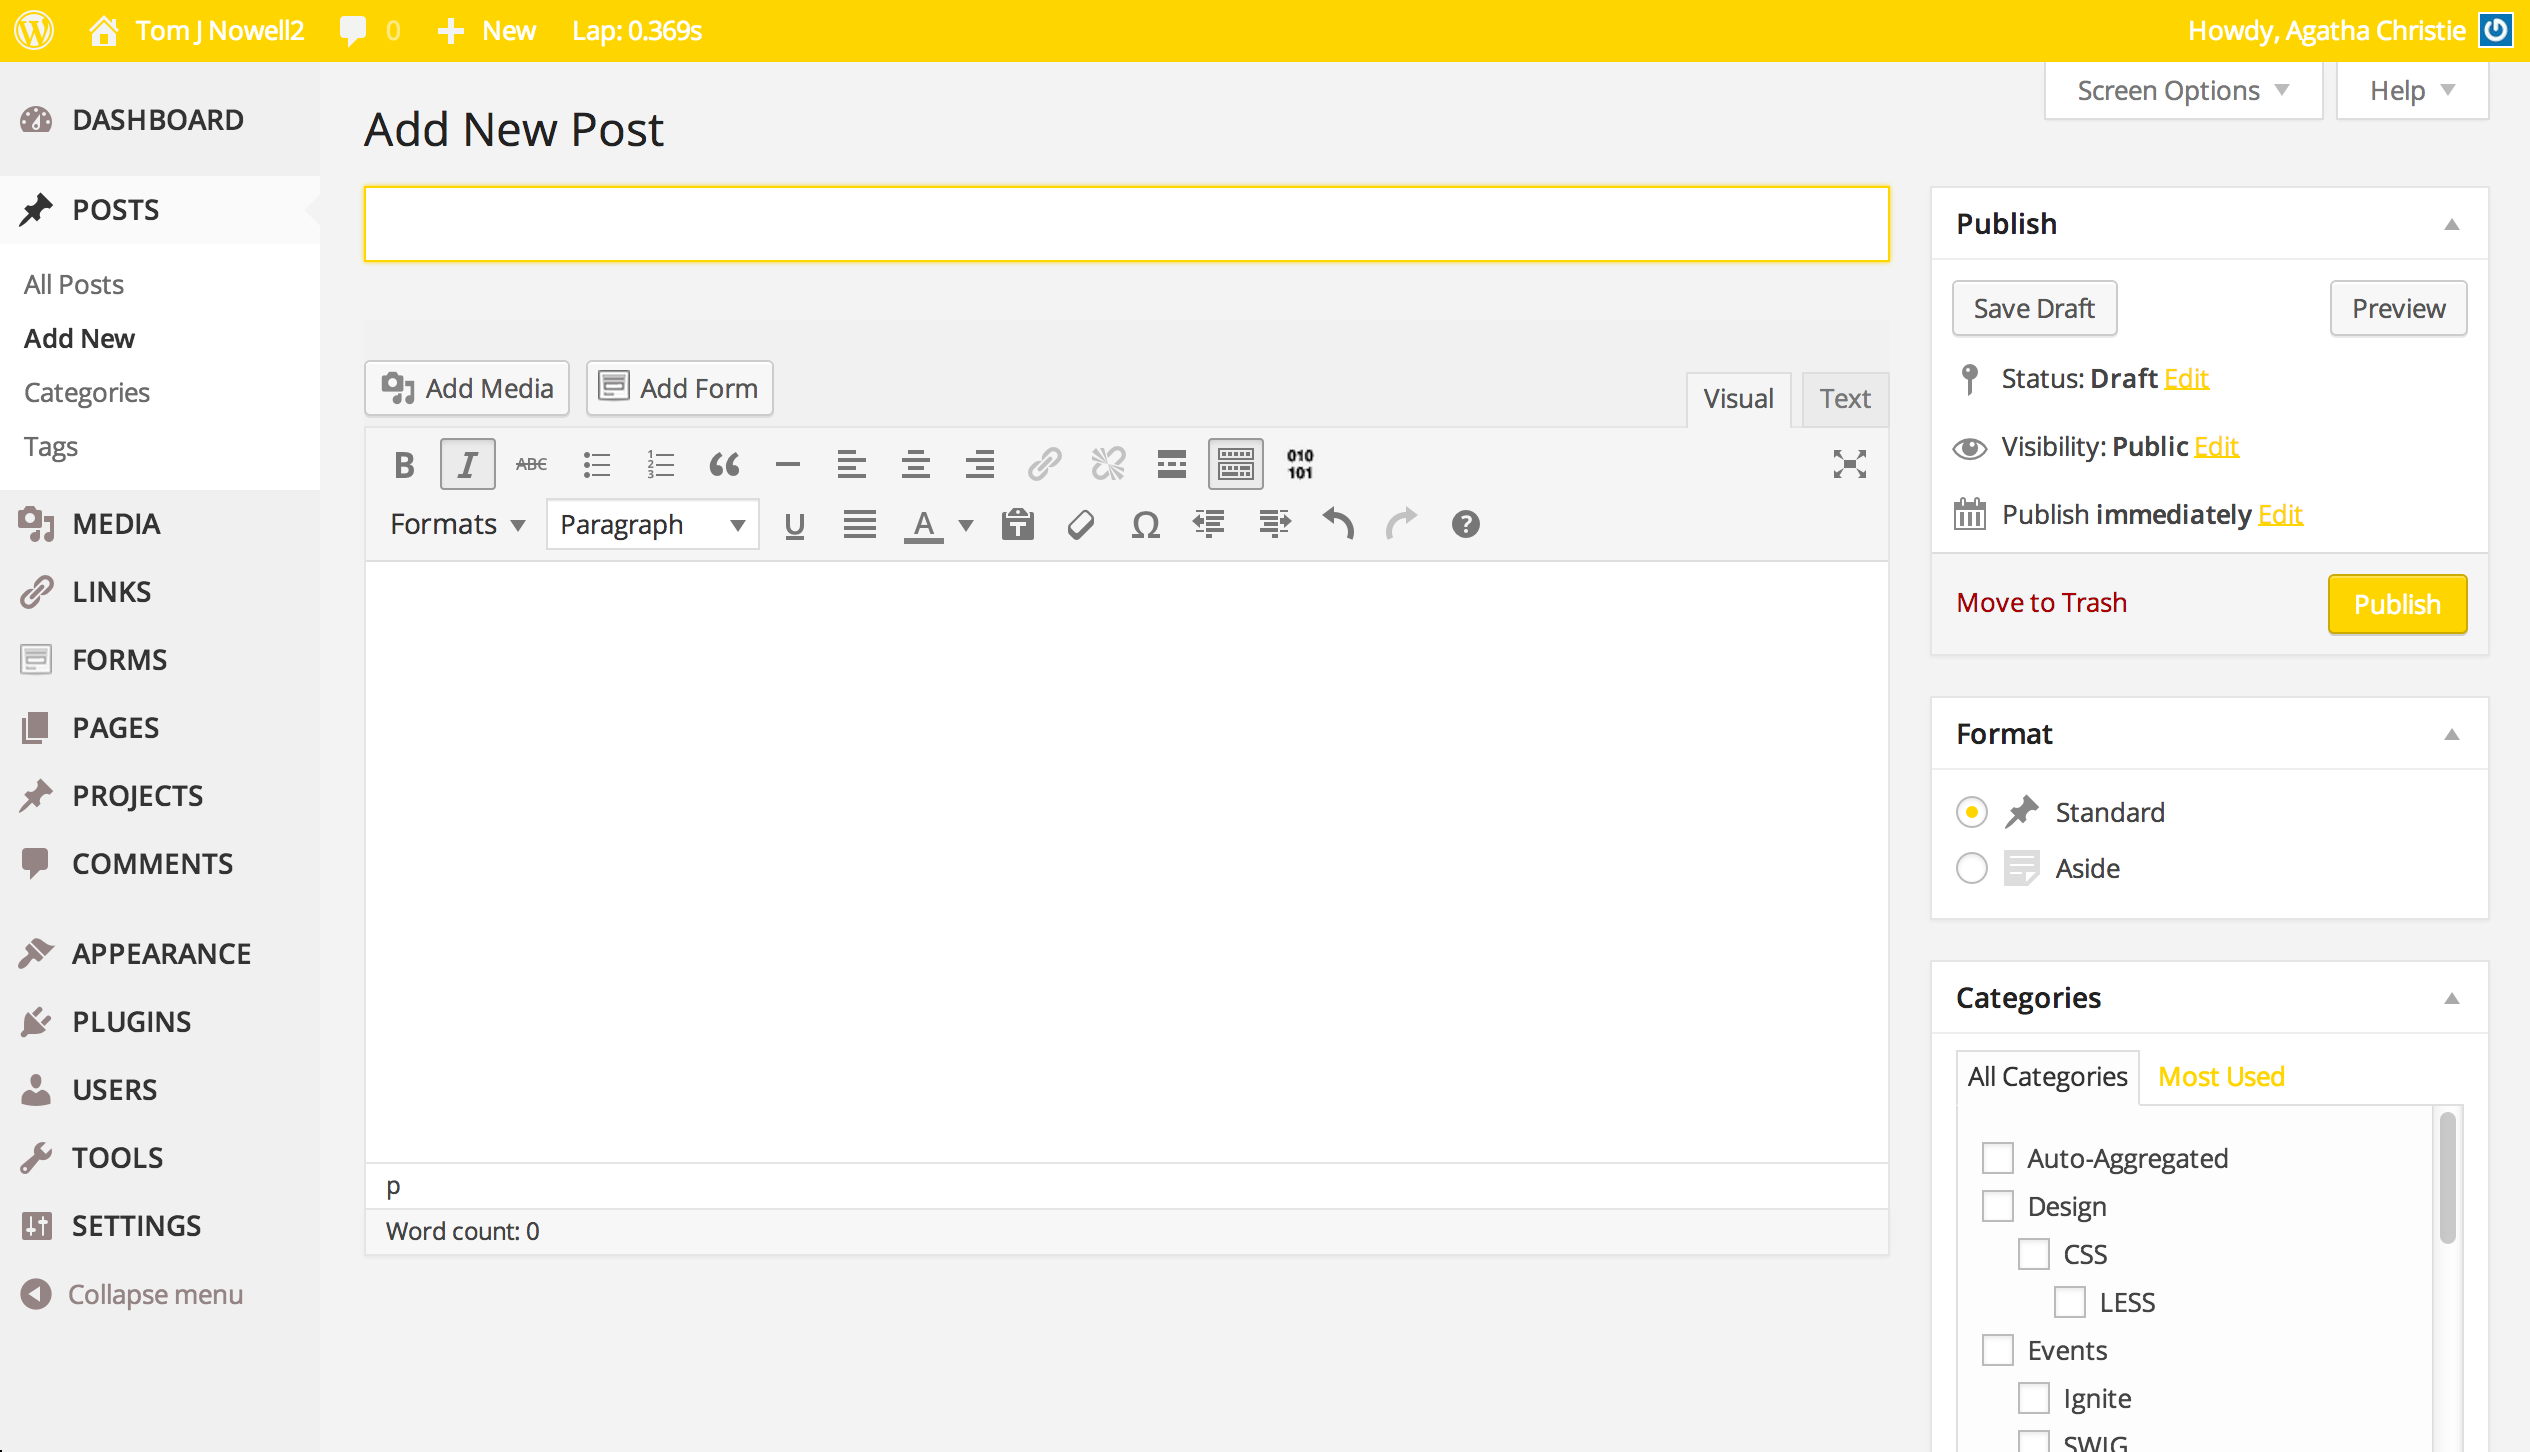 Tom J Nowell2 0 New Lap: 0.369s Howdy, Agatha Christie
Screen Options Help
DASHBOARD
POSTS
All Posts
Add New
Categories
Tags
MEDIA
LINKS
FORMS
PAGES
PROJECTS
COMMENTS
APPEARANCE
PLUGINS
USERS
TOOLS
SETTINGS
Collapse menu
Add New Post
Add Media Add Form
Visual Text
B I ABC 1 2 3 010 101
Formats Paragraph U A T Ω ?
p
Word count: 0
Publish
Save Draft Preview
Status: Draft Edit
Visibility: Public Edit
Publish immediately Edit
Move to Trash Publish
Format
Standard
Aside
Categories
All Categories Most Used
Auto-Aggregated
Design
CSS
LESS
Events
Ignite
SWIG